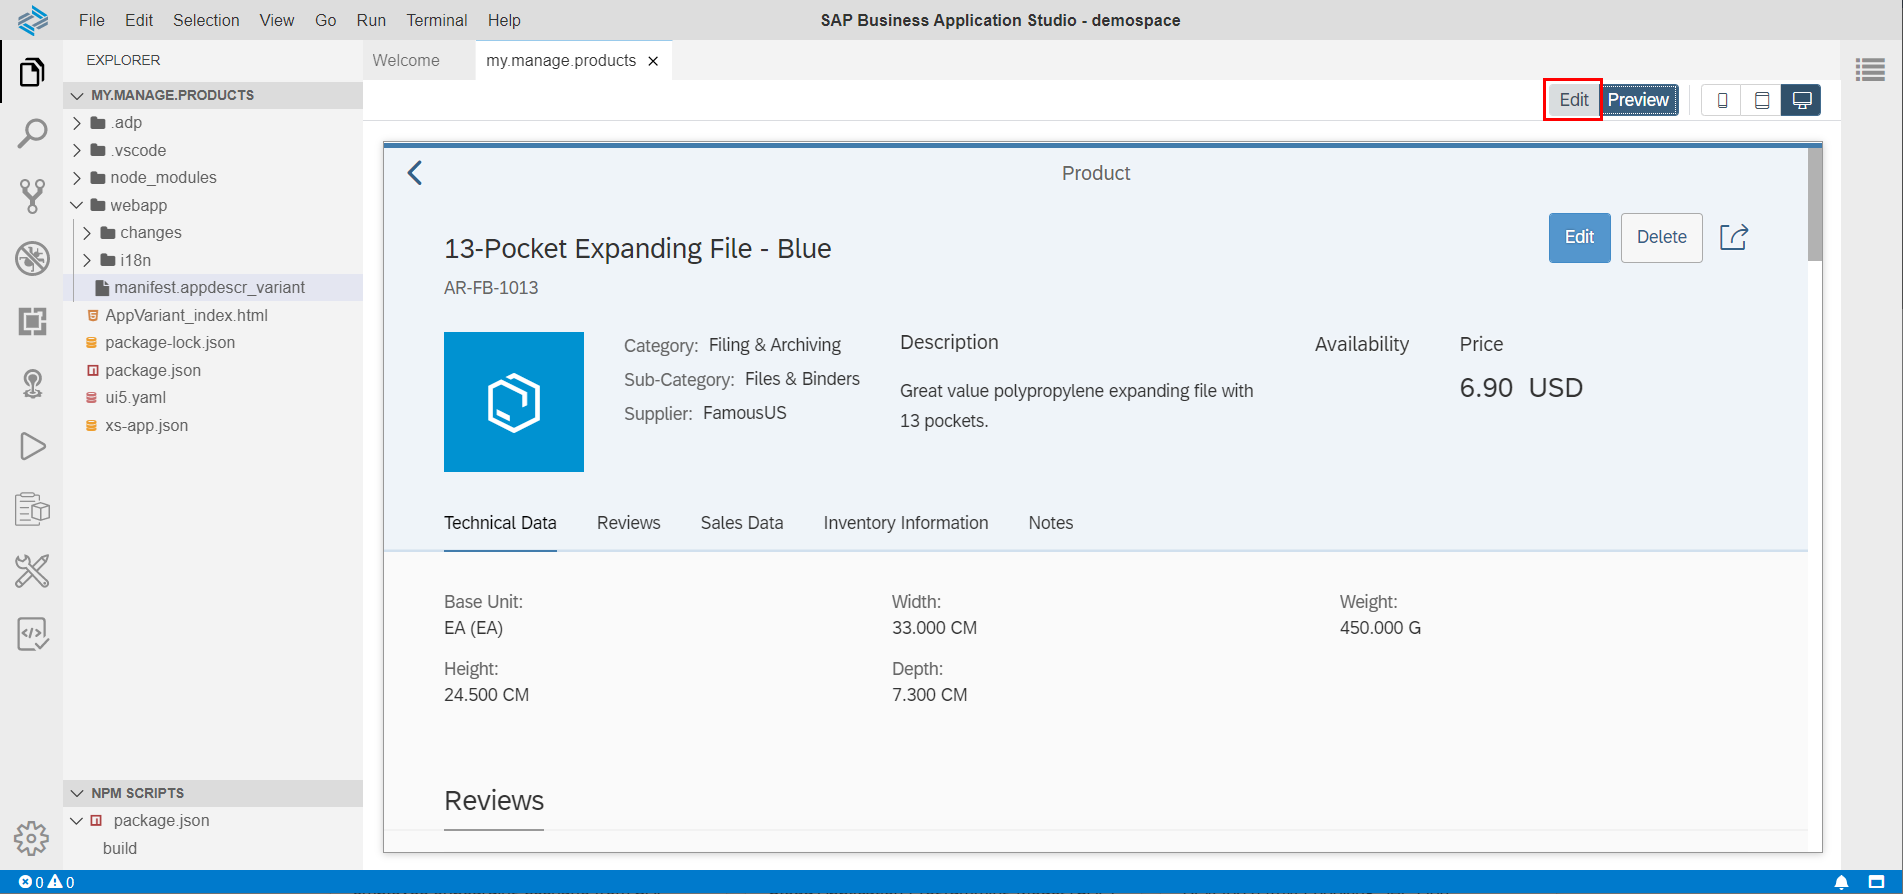 File Edit Selection View Go Run Terminal Help
SAP Business Application Studio - demospace
EXPLORER
MY.MANAGE.PRODUCTS
.adp
.vscode
node_modules
webapp
changes
i18n
manifest.appdescr_variant
AppVariant_index.html
package-lock.json
package.json
ui5.yaml
xs-app.json
NPM SCRIPTS
package.json
build
Welcome
my.manage.products
Edit Preview
Product
13-Pocket Expanding File - Blue
AR-FB-1013
Edit Delete
Category: Filing & Archiving
Sub-Category: Files & Binders
Supplier: FamousUS
Description
Great value polypropylene expanding file with
13 pockets.
Availability
Price
6.90 USD
Technical Data Reviews Sales Data Inventory Information Notes
Base Unit:
EA (EA)
Width:
33.000 CM
Weight:
450.000 G
Height:
24.500 CM
Depth:
7.300 CM
Reviews
0 0